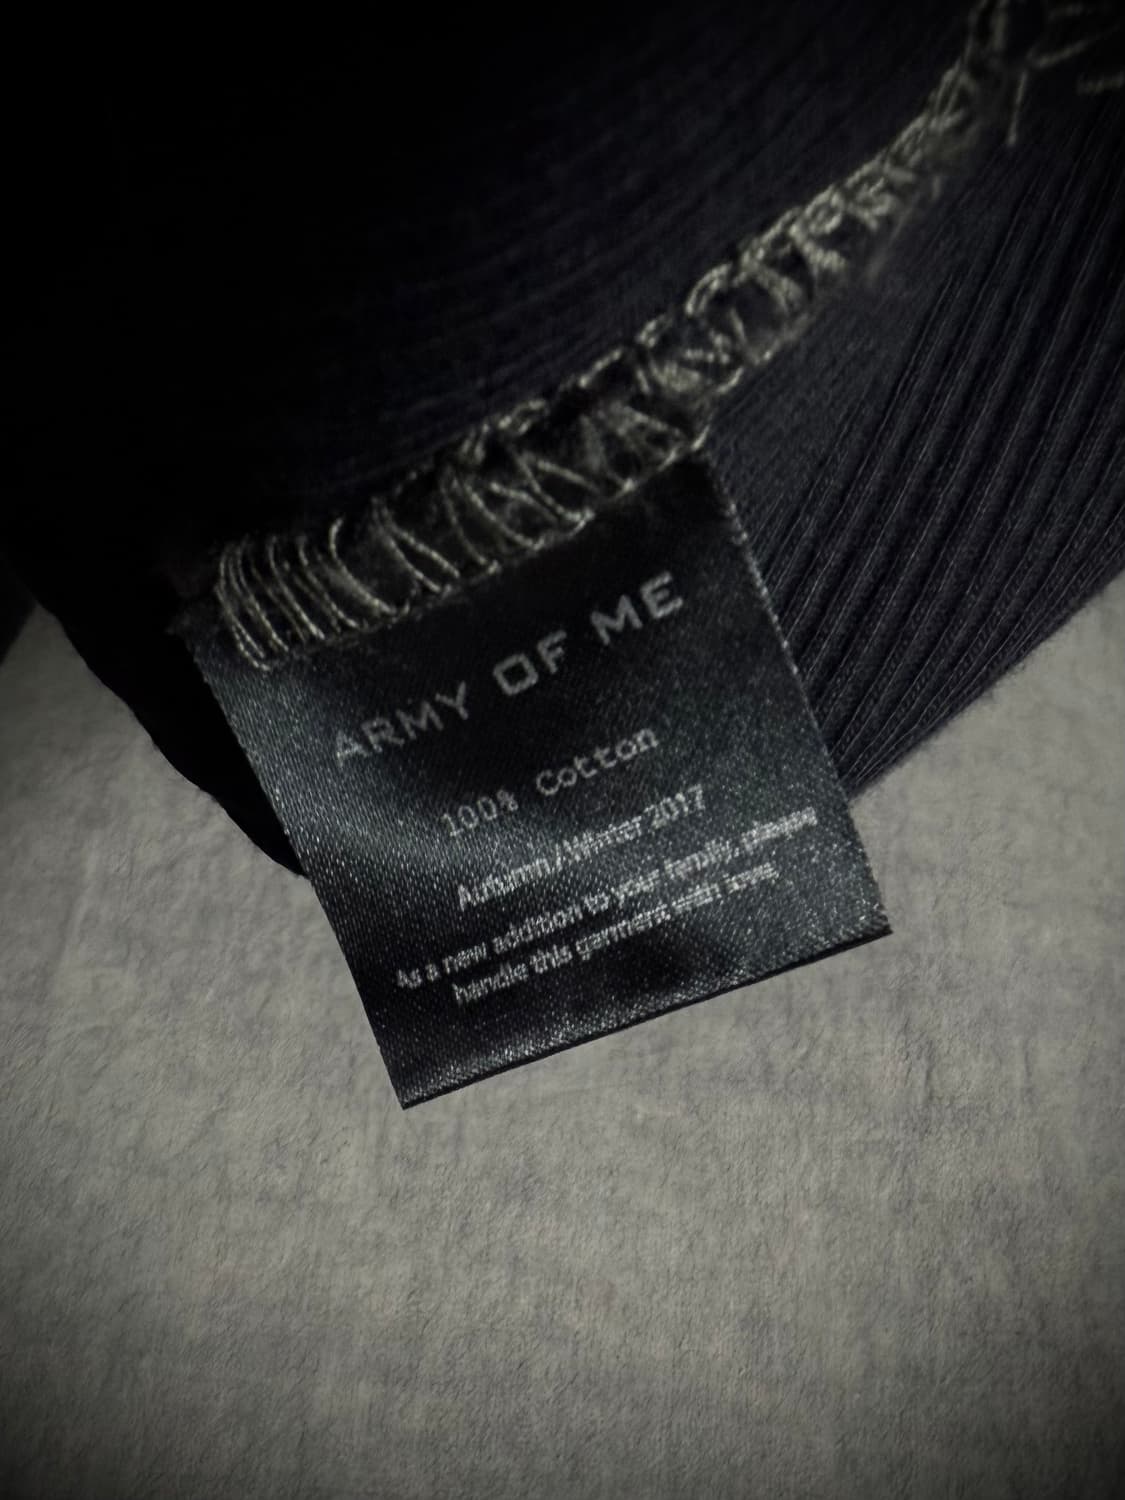 ARMY OF ME
100% Cotton
Autumn/Winter 2017
As a new addition to your family, please
handle this garment with love.